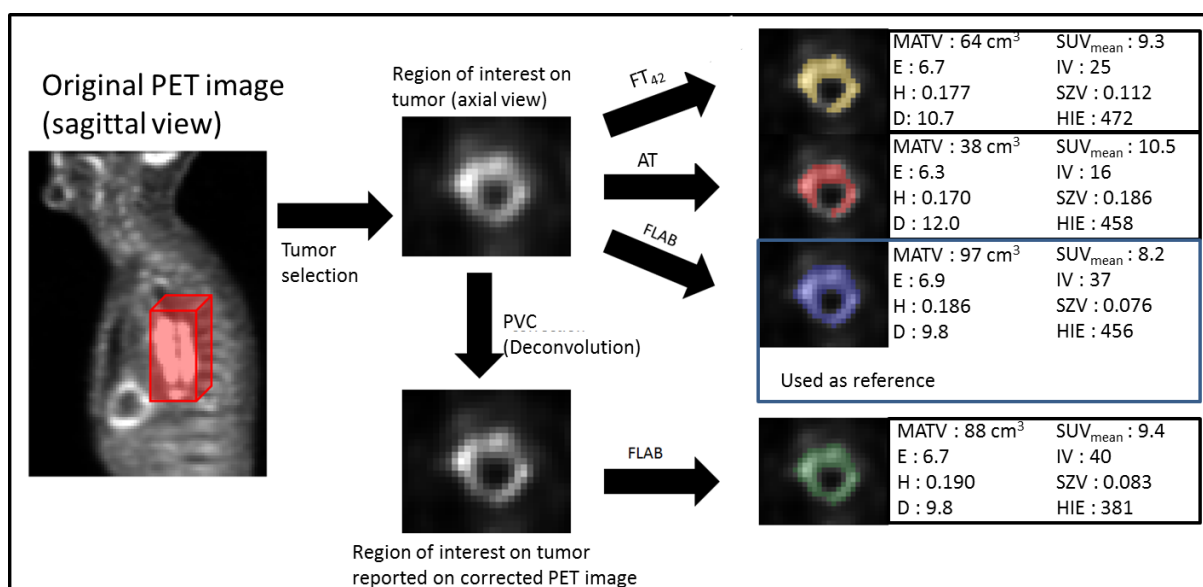 Original PET image
(sagittal view)
Tumor
selection
Region of interest on
tumor (axial view)
PVC
(Deconvolution)
Region of interest on tumor
reported on corrected PET image
FT42
AT
FLAB
FLAB
MATV : 64 cm³ SUVmean : 9.3
E : 6.7 IV : 25
H : 0.177 SZV : 0.112
D: 10.7 HIE : 472
MATV : 38 cm³ SUVmean : 10.5
E : 6.3 IV : 16
H : 0.170 SZV : 0.186
D : 12.0 HIE : 458
MATV : 97 cm³ SUVmean : 8.2
E : 6.9 IV : 37
H : 0.186 SZV : 0.076
D : 9.8 HIE : 456
Used as reference
MATV : 88 cm³ SUVmean : 9.4
E : 6.7 IV : 40
H : 0.190 SZV : 0.083
D : 9.8 HIE : 381